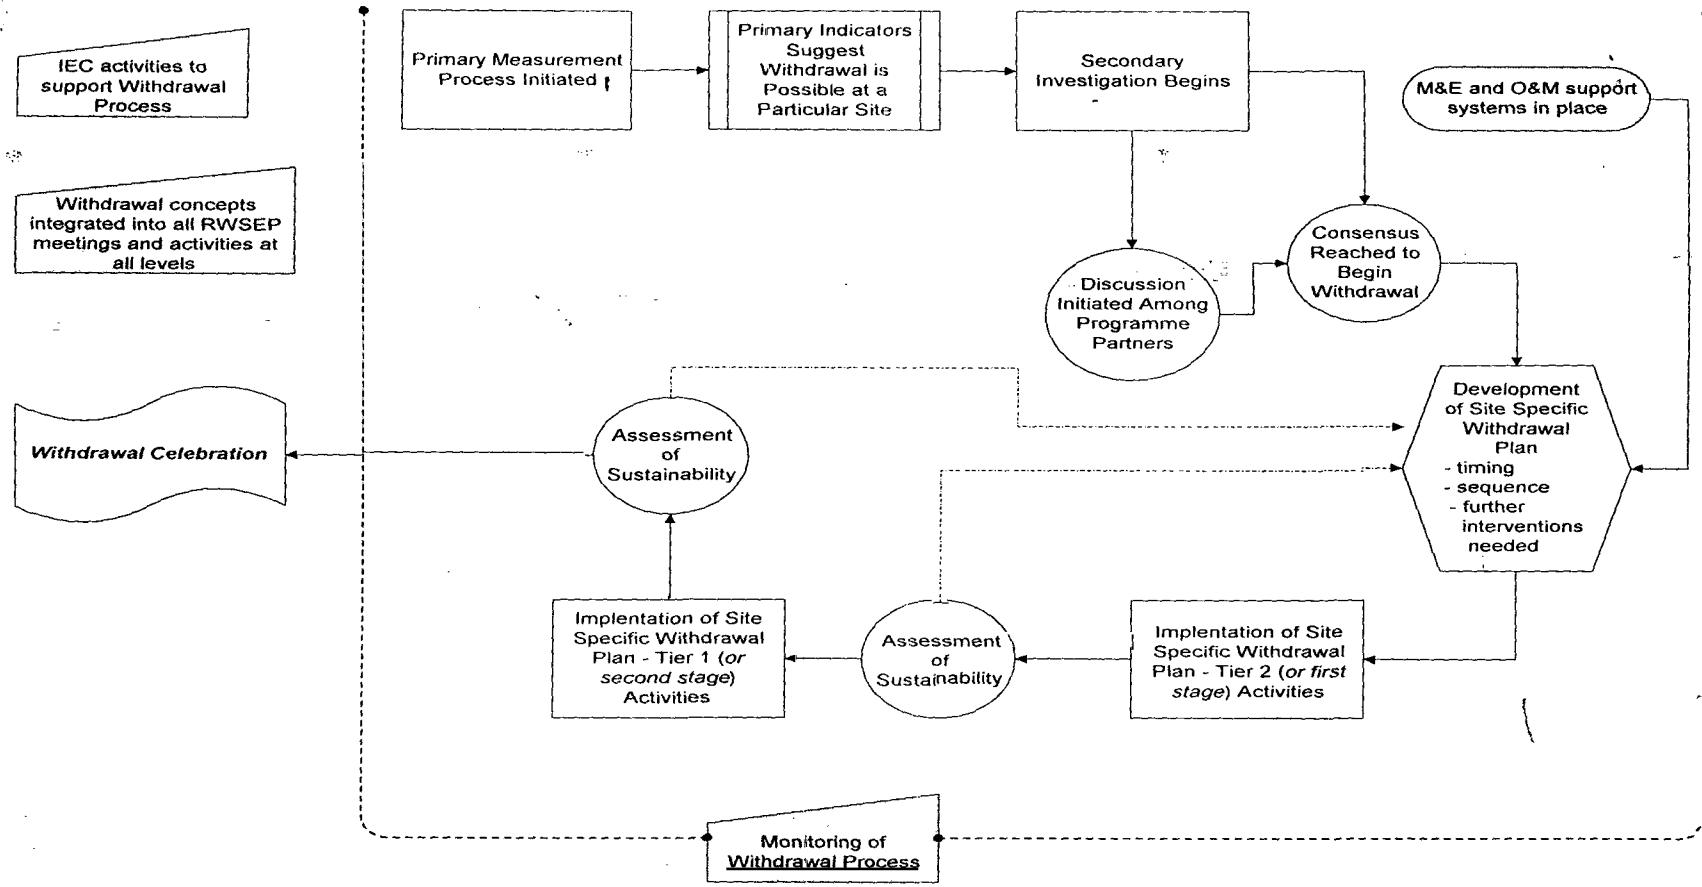 IEC activities to
support Withdrawal
Process
Primary Measurement
Process Initiated
Primary Indicators
Suggest
Withdrawal is
Possible at a
Particular Site
Secondary
Investigation Begins
M&E and O&M support
systems in place
Withdrawal concepts
integrated into all RWSEP
meetings and activities at
all levels
Discussion
Initiated Among
Programme
Partners
Consensus
Reached to
Begin
Withdrawal
Withdrawal Celebration
Assessment
of
Sustainability
Development
of Site Specific
Withdrawal
Plan
- timing
- sequence
- further
interventions
needed
Implentation of Site
Specific Withdrawal
Plan - Tier 1 (or
second stage)
Activities
Assessment
of
Sustainability
Implentation of Site
Specific Withdrawal
Plan - Tier 2 (or first
stage) Activities
Monitoring of
Withdrawal Process